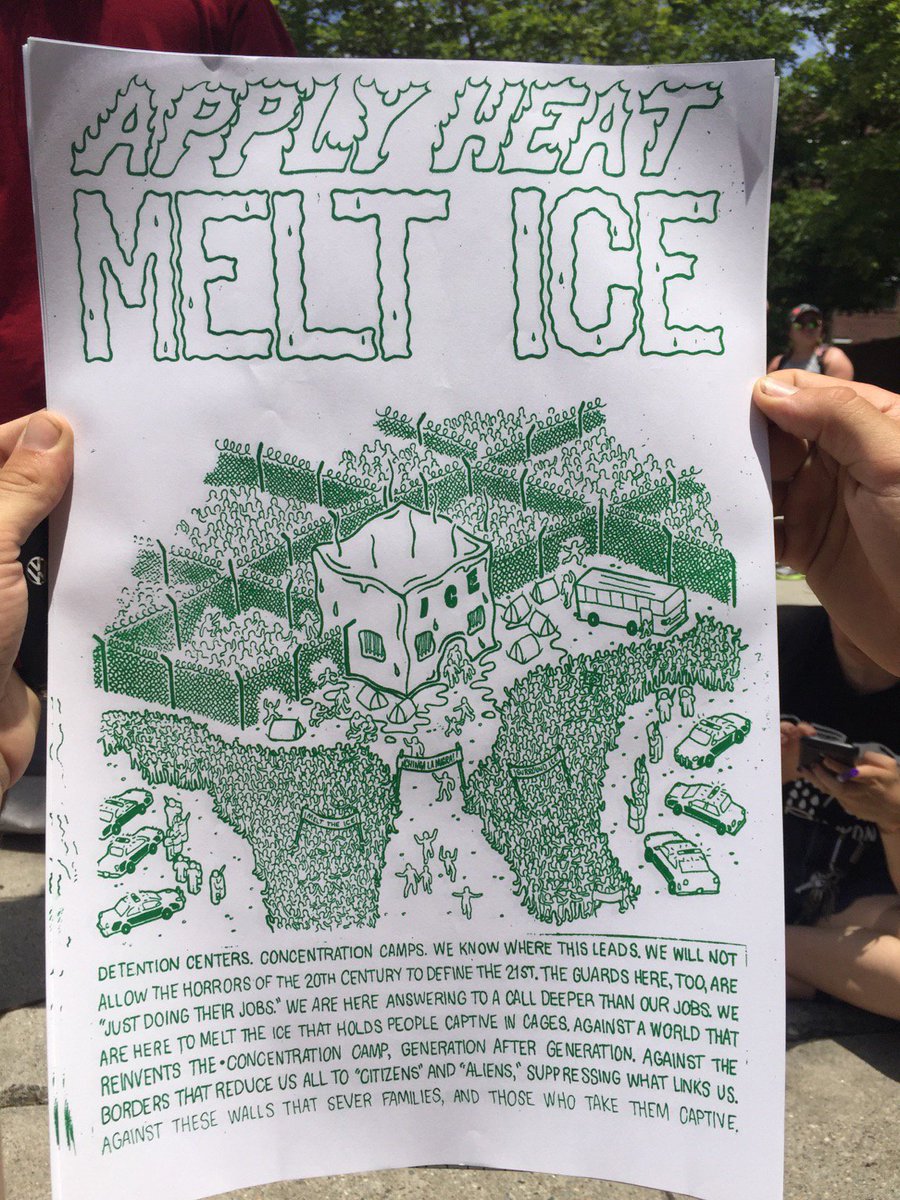 APPLY HEAT
MELT ICE
ICE
¡CHINGA LA MIGRA!
SURROUND ICE
MELT THE ICE
DETENTION CENTERS. CONCENTRATION CAMPS. WE KNOW WHERE THIS LEADS. WE WILL NOT
ALLOW THE HORRORS OF THE 20TH CENTURY TO DEFINE THE 21ST. THE GUARDS HERE, TOO, ARE
"JUST DOING THEIR JOBS." WE ARE HERE ANSWERING TO A CALL DEEPER THAN OUR JOBS. WE
ARE HERE TO MELT THE ICE THAT HOLDS PEOPLE CAPTIVE IN CAGES. AGAINST A WORLD THAT
REINVENTS THE CONCENTRATION CAMP, GENERATION AFTER GENERATION. AGAINST THE
BORDERS THAT REDUCE US ALL TO "CITIZENS" AND "ALIENS," SUPPRESSING WHAT LINKS US.
AGAINST THESE WALLS THAT SEVER FAMILIES, AND THOSE WHO TAKE THEM CAPTIVE.